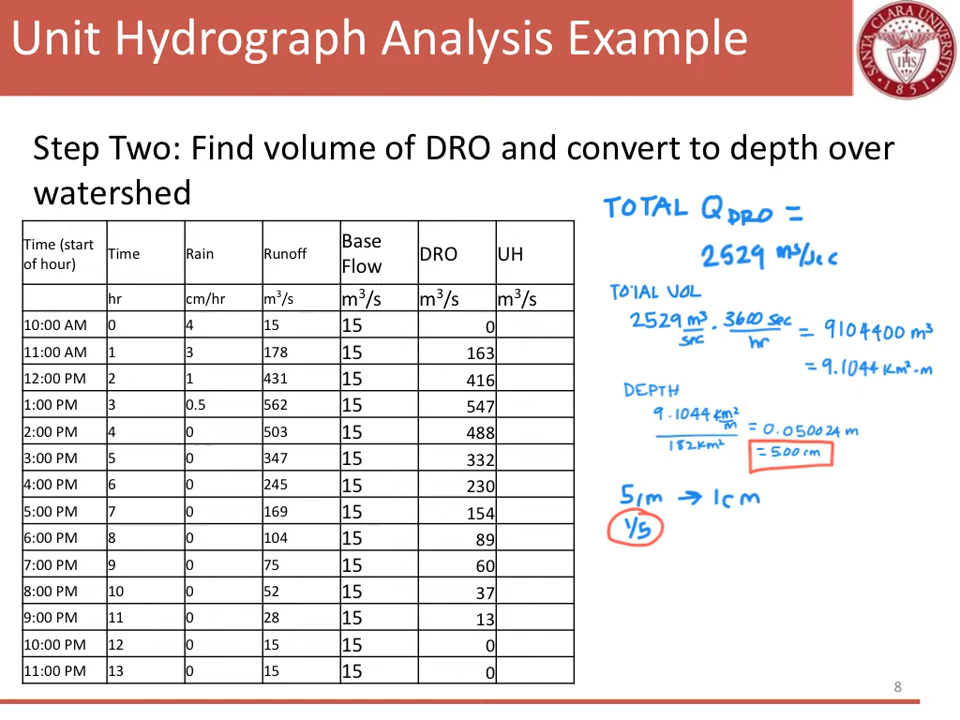 Unit Hydrograph Analysis Example
SANTA CLARA UNIVERSITY
IHS
• 1851 •
Step Two: Find volume of DRO and convert to depth over
watershed
Time (start of hour) Time Rain Runoff Base Flow DRO UH
hr cm/hr m³/s m³/s m³/s m³/s
10:00 AM 0 4 15 15 0
11:00 AM 1 3 178 15 163
12:00 PM 2 1 431 15 416
1:00 PM 3 0.5 562 15 547
2:00 PM 4 0 503 15 488
3:00 PM 5 0 347 15 332
4:00 PM 6 0 245 15 230
5:00 PM 7 0 169 15 154
6:00 PM 8 0 104 15 89
7:00 PM 9 0 75 15 60
8:00 PM 10 0 52 15 37
9:00 PM 11 0 28 15 13
10:00 PM 12 0 15 15 0
11:00 PM 13 0 15 15 0
TOTAL Q DRO =
2529 m³/sec
TOTAL VOL
2529 m³/sec · 3600 sec/hr = 9104400 m³
= 9.1044 km²-m
DEPTH
9.1044 km² m / 182 km² = 0.050024 m
= 5.00 cm
5cm → 1cm
1/5
8